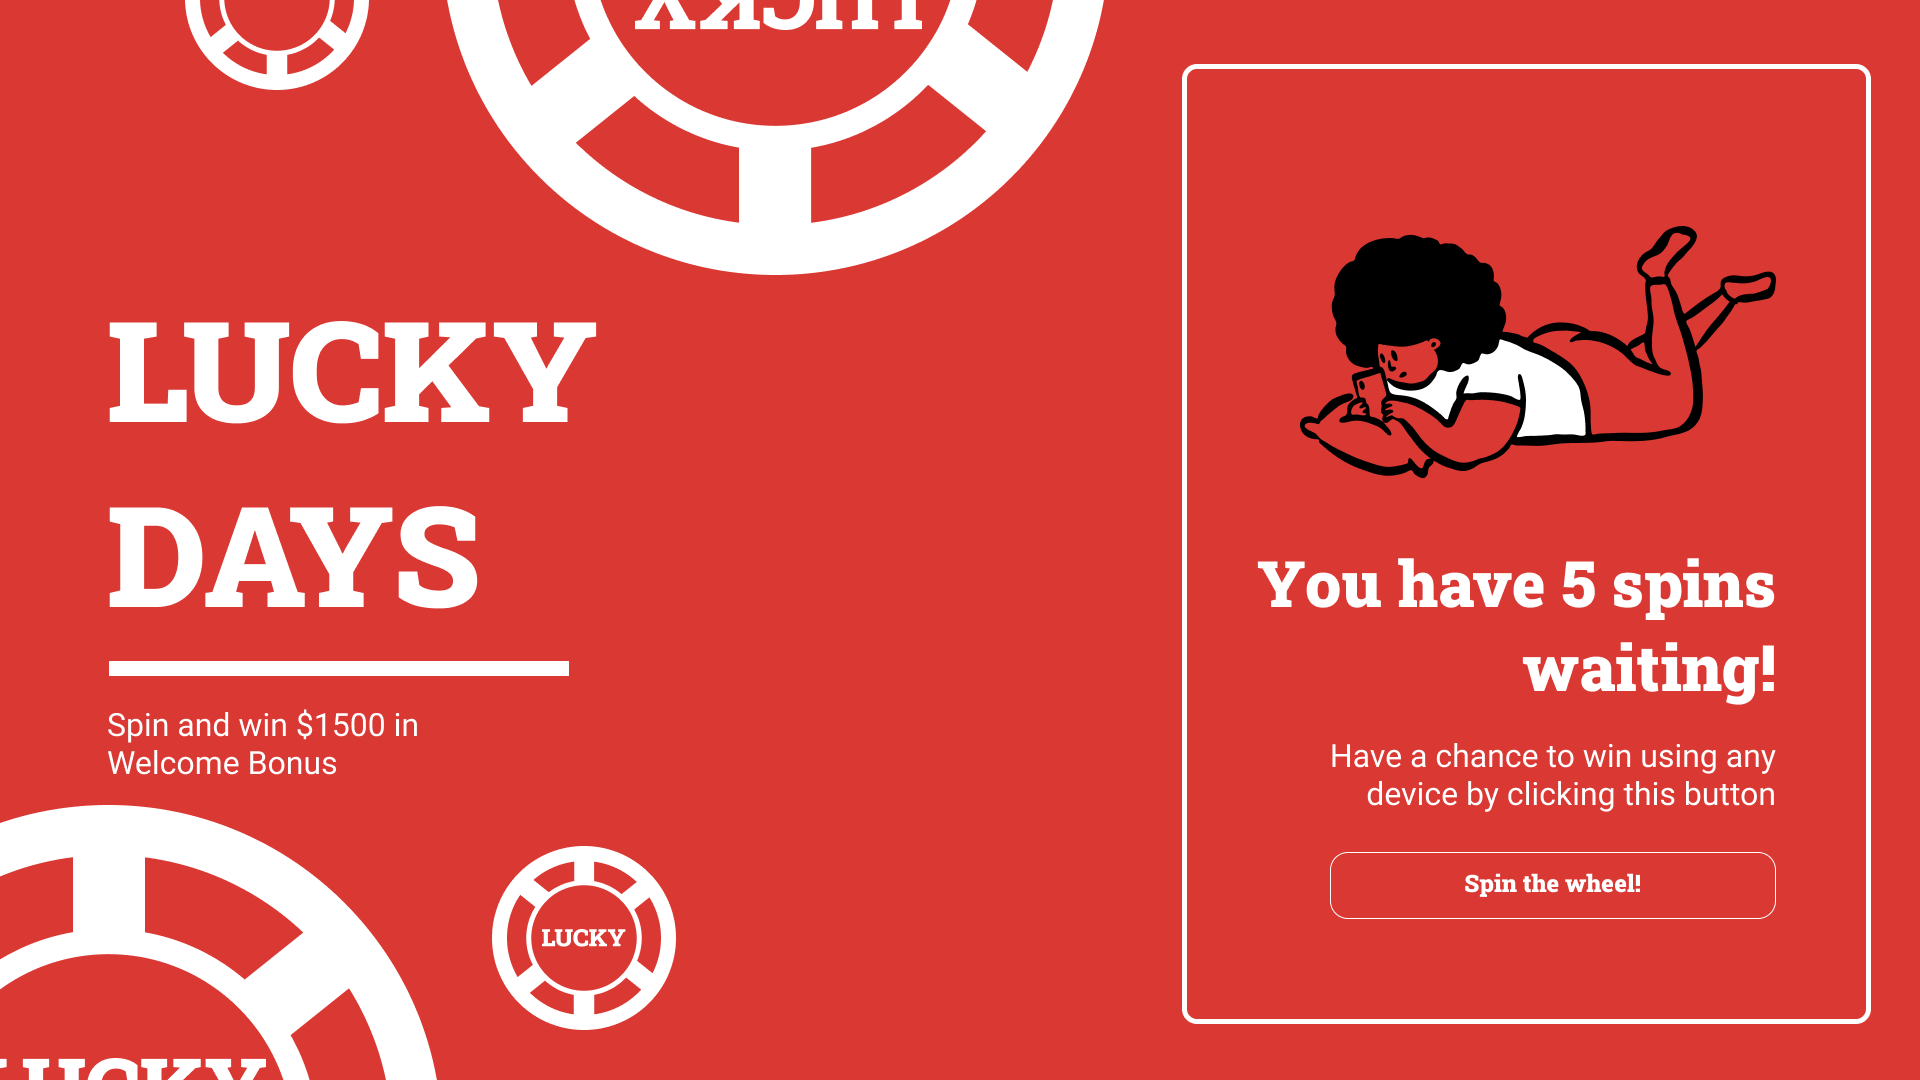 LUCKY
LUCKY
DAYS
Spin and win $1500 in
Welcome Bonus
LUCKY
LUCKY
You have 5 spins
waiting!
Have a chance to win using any
device by clicking this button
Spin the wheel!